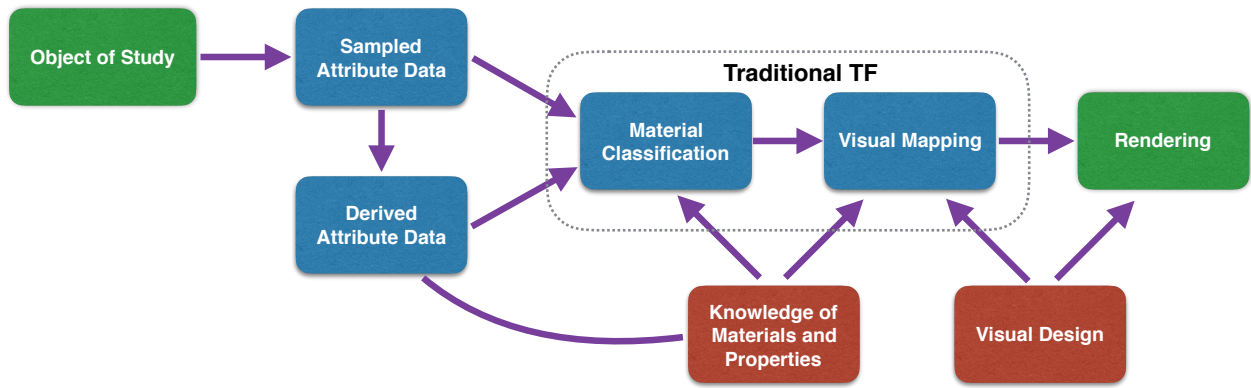 Object of Study
Sampled
Attribute Data
Traditional TF
Material
Classification
Visual Mapping
Rendering
Derived
Attribute Data
Knowledge of
Materials and
Properties
Visual Design